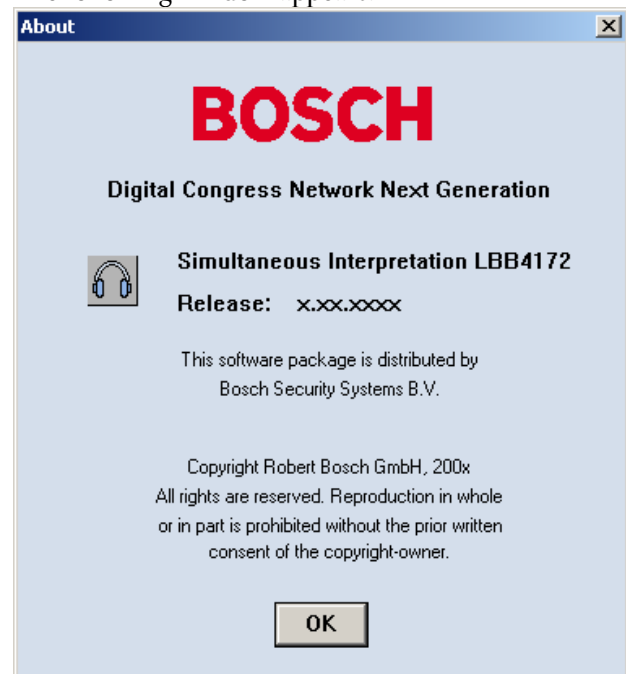 About
BOSCH
Digital Congress Network Next Generation
Simultaneous Interpretation LBB4172
Release: x.xx.xxxx
This software package is distributed by
Bosch Security Systems B.V.
Copyright Robert Bosch GmbH, 200x
All rights are reserved. Reproduction in whole
or in part is prohibited without the prior written
consent of the copyright-owner.
OK